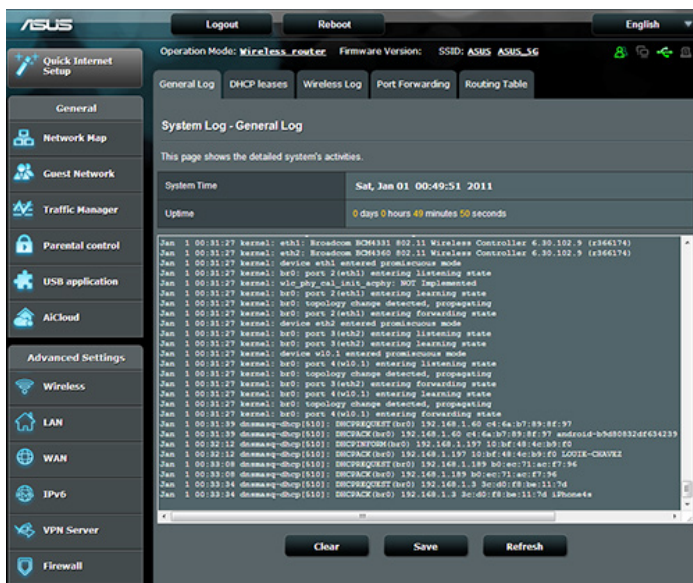 ASUS
Logout
Reboot
English
Quick Internet Setup
Operation Mode: Wireless router Firmware Version: SSID: ASUS ASUS_5G
General Log
DHCP leases
Wireless Log
Port Forwarding
Routing Table
General
Network Map
Guest Network
Traffic Manager
Parental control
USB application
AiCloud
Advanced Settings
Wireless
LAN
WAN
IPv6
VPN Server
Firewall
System Log - General Log
This page shows the detailed system's activities.
System Time
Sat, Jan 01 00:49:51 2011
Uptime
0 days 0 hours 49 minutes 50 seconds
Jan 1 00:31:27 kernel: eth1: Broadcom BCM4331 802.11 Wireless Controller 6.30.102.9 (r366174)
Jan 1 00:31:27 kernel: eth2: Broadcom BCM4360 802.11 Wireless Controller 6.30.102.9 (r366174)
Jan 1 00:31:27 kernel: device eth1 entered promiscuous mode
Jan 1 00:31:27 kernel: br0: port 2(eth1) entering listening state
Jan 1 00:31:27 kernel: wlc_phy_cal_init_acphy: NOT Implemented
Jan 1 00:31:27 kernel: br0: port 2(eth1) entering learning state
Jan 1 00:31:27 kernel: br0: topology change detected, propagating
Jan 1 00:31:27 kernel: br0: port 2(eth1) entering forwarding state
Jan 1 00:31:27 kernel: device eth2 entered promiscuous mode
Jan 1 00:31:27 kernel: br0: port 3(eth2) entering listening state
Jan 1 00:31:27 kernel: br0: port 3(eth2) entering learning state
Jan 1 00:31:27 kernel: device wl0.1 entered promiscuous mode
Jan 1 00:31:27 kernel: br0: port 4(wl0.1) entering listening state
Jan 1 00:31:27 kernel: br0: topology change detected, propagating
Jan 1 00:31:27 kernel: br0: port 3(eth2) entering forwarding state
Jan 1 00:31:27 kernel: br0: port 4(wl0.1) entering learning state
Jan 1 00:31:27 kernel: br0: topology change detected, propagating
Jan 1 00:31:27 kernel: br0: port 4(wl0.1) entering forwarding state
Jan 1 00:31:39 dnsmasq-dhcp[510]: DHCPREQUEST(br0) 192.168.1.60 c4:6a:b7:89:8f:97
Jan 1 00:31:39 dnsmasq-dhcp[510]: DHCPACK(br0) 192.168.1.60 c4:6a:b7:89:8f:97 android-b9d80832df634239
Jan 1 00:32:12 dnsmasq-dhcp[510]: DHCPINFORM(br0) 192.168.1.197 10:bf:48:4c:b9:f0
Jan 1 00:32:12 dnsmasq-dhcp[510]: DHCPACK(br0) 192.168.1.197 10:bf:48:4c:b9:f0 LOUIE-CHAVEZ
Jan 1 00:33:08 dnsmasq-dhcp[510]: DHCPREQUEST(br0) 192.168.1.189 b0:ec:71:ac:f7:96
Jan 1 00:33:08 dnsmasq-dhcp[510]: DHCPACK(br0) 192.168.1.189 b0:ec:71:ac:f7:96
Jan 1 00:33:34 dnsmasq-dhcp[510]: DHCPREQUEST(br0) 192.168.1.3 3c:d0:f8:be:11:7d
Jan 1 00:33:34 dnsmasq-dhcp[510]: DHCPACK(br0) 192.168.1.3 3c:d0:f8:be:11:7d iPhone4s
Clear
Save
Refresh